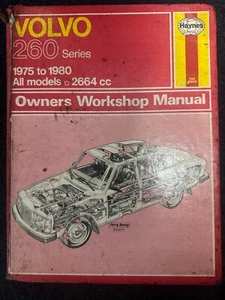 VOLVO
Haynes
260 Series
1975 to 1980
All models 2664 cc
Owners Workshop Manual